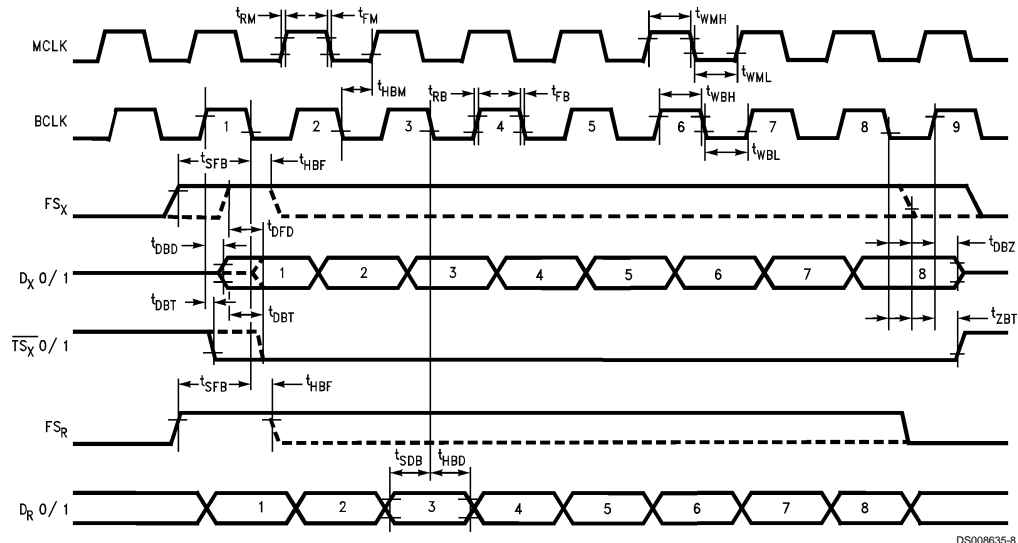 tRM tFM tWMH
MCLK
tHBM tRB tFB tWBH tWML
BCLK 1 2 3 4 5 6 7 8 9
tSFB tHBF tWBL
FSX
tDBD tDFD tDBZ
DX 0/1 1 2 3 4 5 6 7 8
tDBT tDBT tZBT
TSX 0/1
tSFB tHBF
FSR
tSDB tHBD
DR 0/1 1 2 3 4 5 6 7 8
DS008635-8